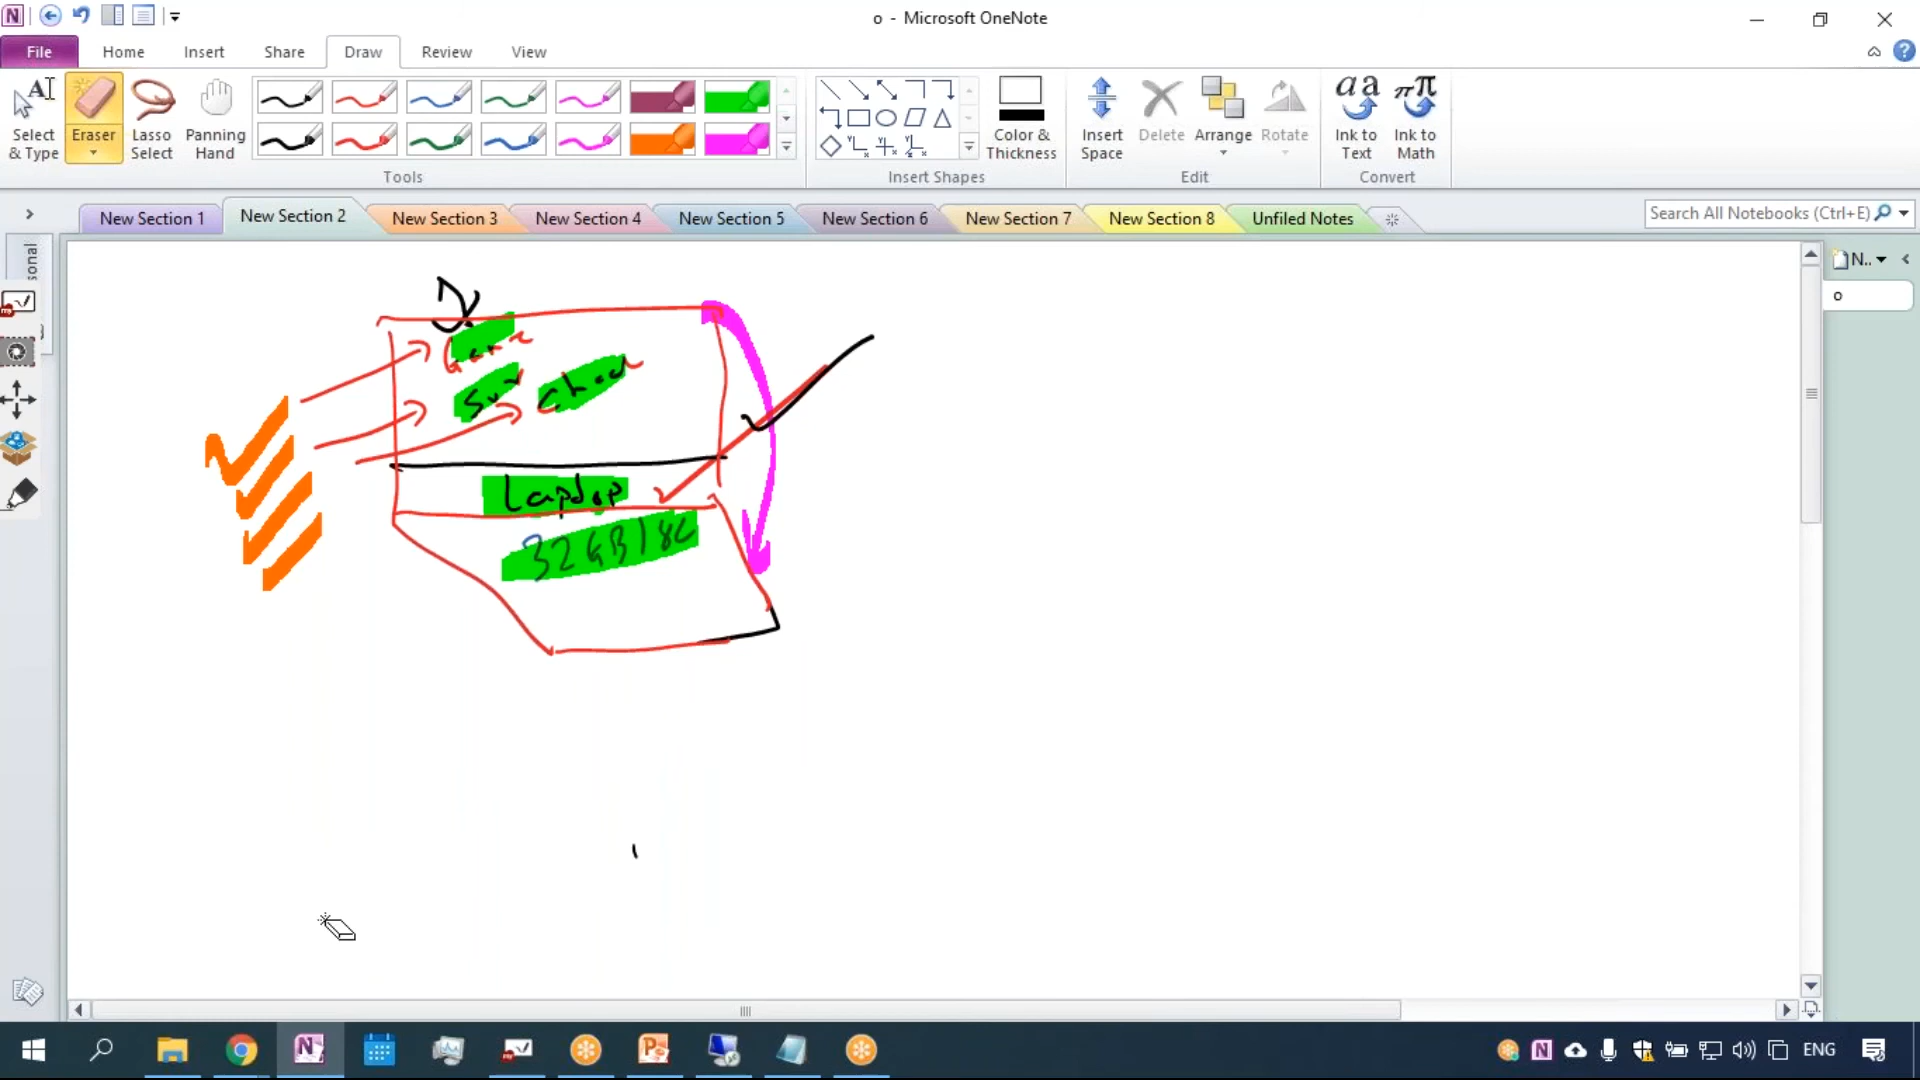 o - Microsoft OneNote
File Home Insert Share Draw Review View
Select & Type
Eraser
Lasso Select
Panning Hand
Color & Thickness
Insert Space
Delete
Arrange
Rotate
Ink to Text
Ink to Math
Tools
Insert Shapes
Edit
Convert
New Section 1 New Section 2 New Section 3 New Section 4 New Section 5 New Section 6 New Section 7 New Section 8 Unfiled Notes
Search All Notebooks (Ctrl+E)
sonal
N..
o
Laptop
32GB/8C
ENG